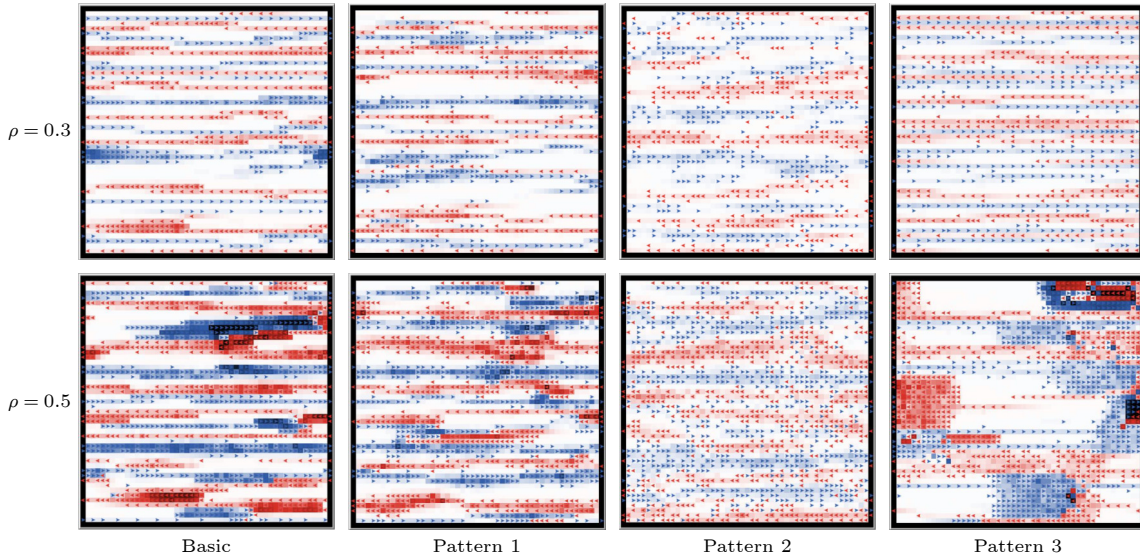 ρ = 0.3
ρ = 0.5
Basic
Pattern 1
Pattern 2
Pattern 3